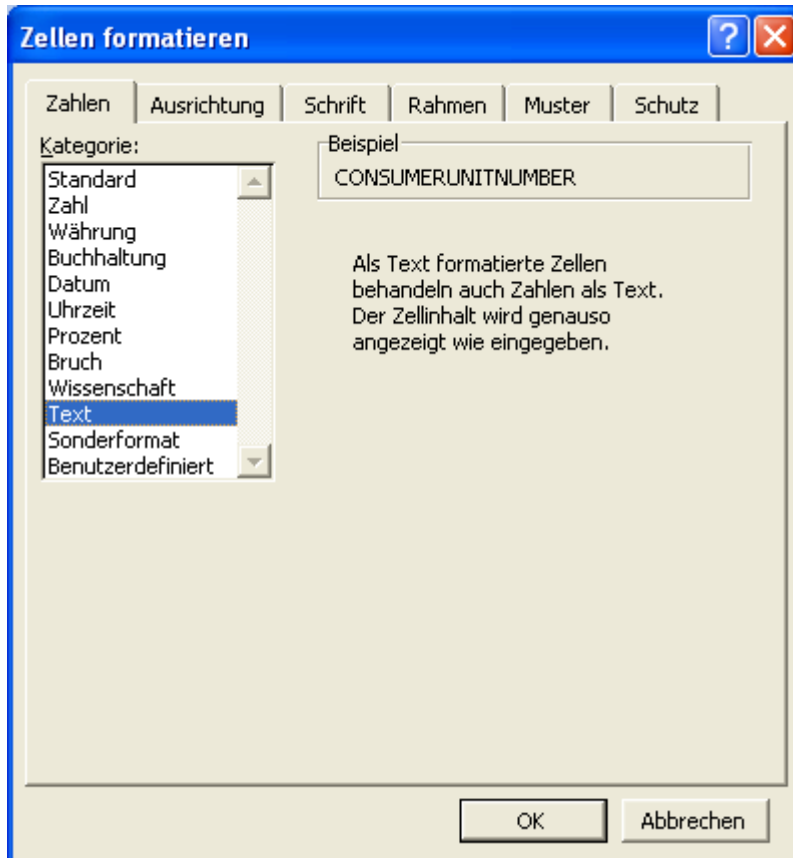 Zellen formatieren
Zahlen
Ausrichtung
Schrift
Rahmen
Muster
Schutz
Kategorie:
Standard
Zahl
Währung
Buchhaltung
Datum
Uhrzeit
Prozent
Bruch
Wissenschaft
Text
Sonderformat
Benutzerdefiniert
Beispiel
CONSUMERUNITNUMBER
Als Text formatierte Zellen
behandeln auch Zahlen als Text.
Der Zellinhalt wird genauso
angezeigt wie eingegeben.
OK
Abbrechen